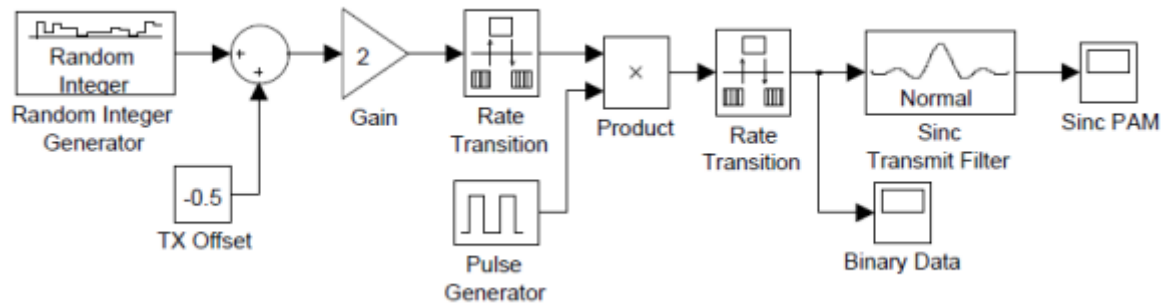 Random
Integer
Random Integer
Generator
+
+
-0.5
TX Offset
2
Gain
Rate
Transition
Pulse
Generator
×
Product
Rate
Transition
Normal
Sinc
Transmit Filter
Sinc PAM
Binary Data